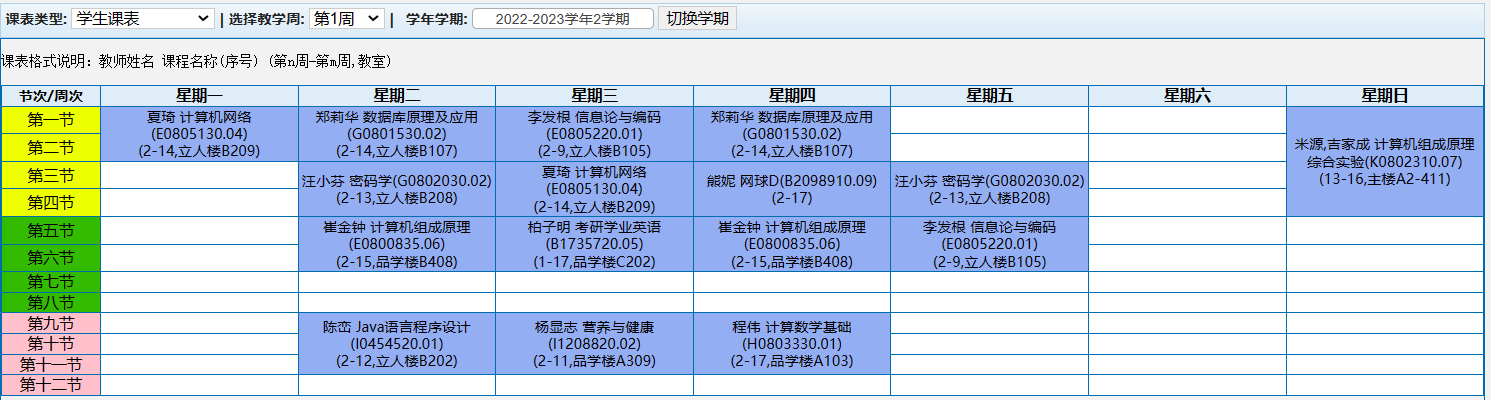 课表类型: 学生课表 | 选择教学周: 第1周 | 学年学期: 2022-2023学年2学期 切换学期
课表格式说明：教师姓名 课程名称(序号) (第n周-第m周,教室)
节次/周次 星期一 星期二 星期三 星期四 星期五 星期六 星期日
第一节
第二节
夏琦 计算机网络
(E0805130.04)
(2-14,立人楼B209)
郑莉华 数据库原理及应用
(G0801530.02)
(2-14,立人楼B107)
李发根 信息论与编码
(E0805220.01)
(2-9,立人楼B105)
郑莉华 数据库原理及应用
(G0801530.02)
(2-14,立人楼B107)
米源,吉家成 计算机组成原理
综合实验(K0802310.07)
(13-16,主楼A2-411)
第三节
第四节
汪小芬 密码学(G0802030.02)
(2-13,立人楼B208)
夏琦 计算机网络
(E0805130.04)
(2-14,立人楼B209)
熊妮 网球D(B2098910.09)
(2-17)
汪小芬 密码学(G0802030.02)
(2-13,立人楼B208)
第五节
第六节
崔金钟 计算机组成原理
(E0800835.06)
(2-15,品学楼B408)
柏子明 考研学业英语
(B1735720.05)
(1-17,品学楼C202)
崔金钟 计算机组成原理
(E0800835.06)
(2-15,品学楼B408)
李发根 信息论与编码
(E0805220.01)
(2-9,立人楼B105)
第七节
第八节
第九节
第十节
第十一节
陈峦 Java语言程序设计
(I0454520.01)
(2-12,立人楼B202)
杨显志 营养与健康
(I1208820.02)
(2-11,品学楼A309)
程伟 计算数学基础
(H0803330.01)
(2-17,品学楼A103)
第十二节